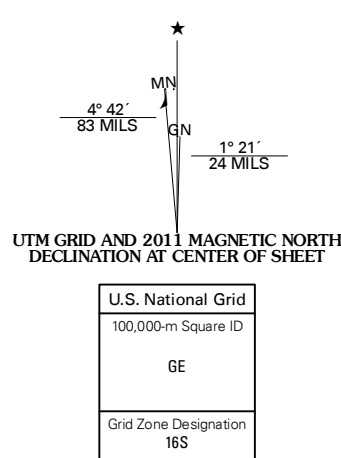 ★
MN
4° 42´
83 MILS
GN
1° 21´
24 MILS
UTM GRID AND 2011 MAGNETIC NORTH
DECLINATION AT CENTER OF SHEET
U.S. National Grid
100,000-m Square ID
GE
Grid Zone Designation
16S